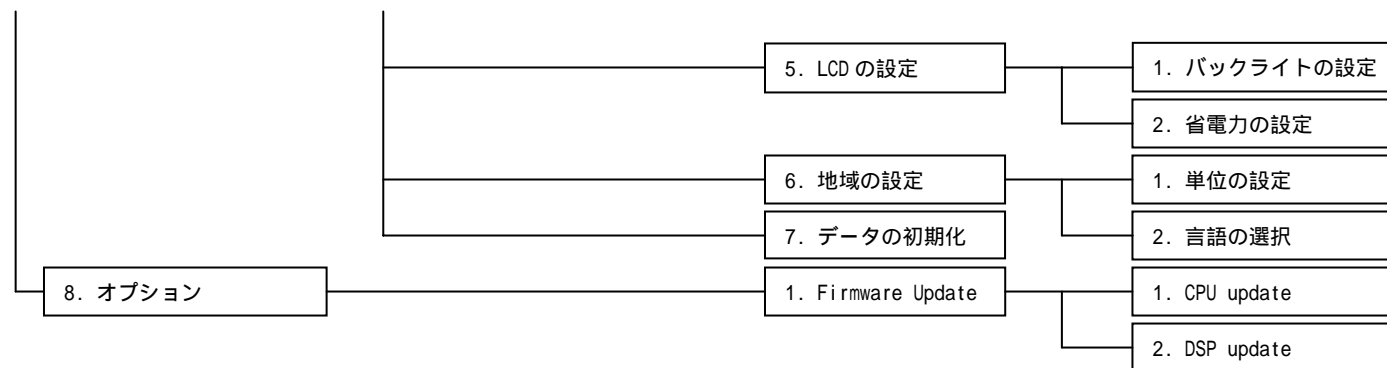 5. LCD の設定
1. バックライトの設定
2. 省電力の設定
6. 地域の設定
1. 単位の設定
7. データの初期化
2. 言語の選択
8. オプション
1. Firmware Update
1. CPU update
2. DSP update